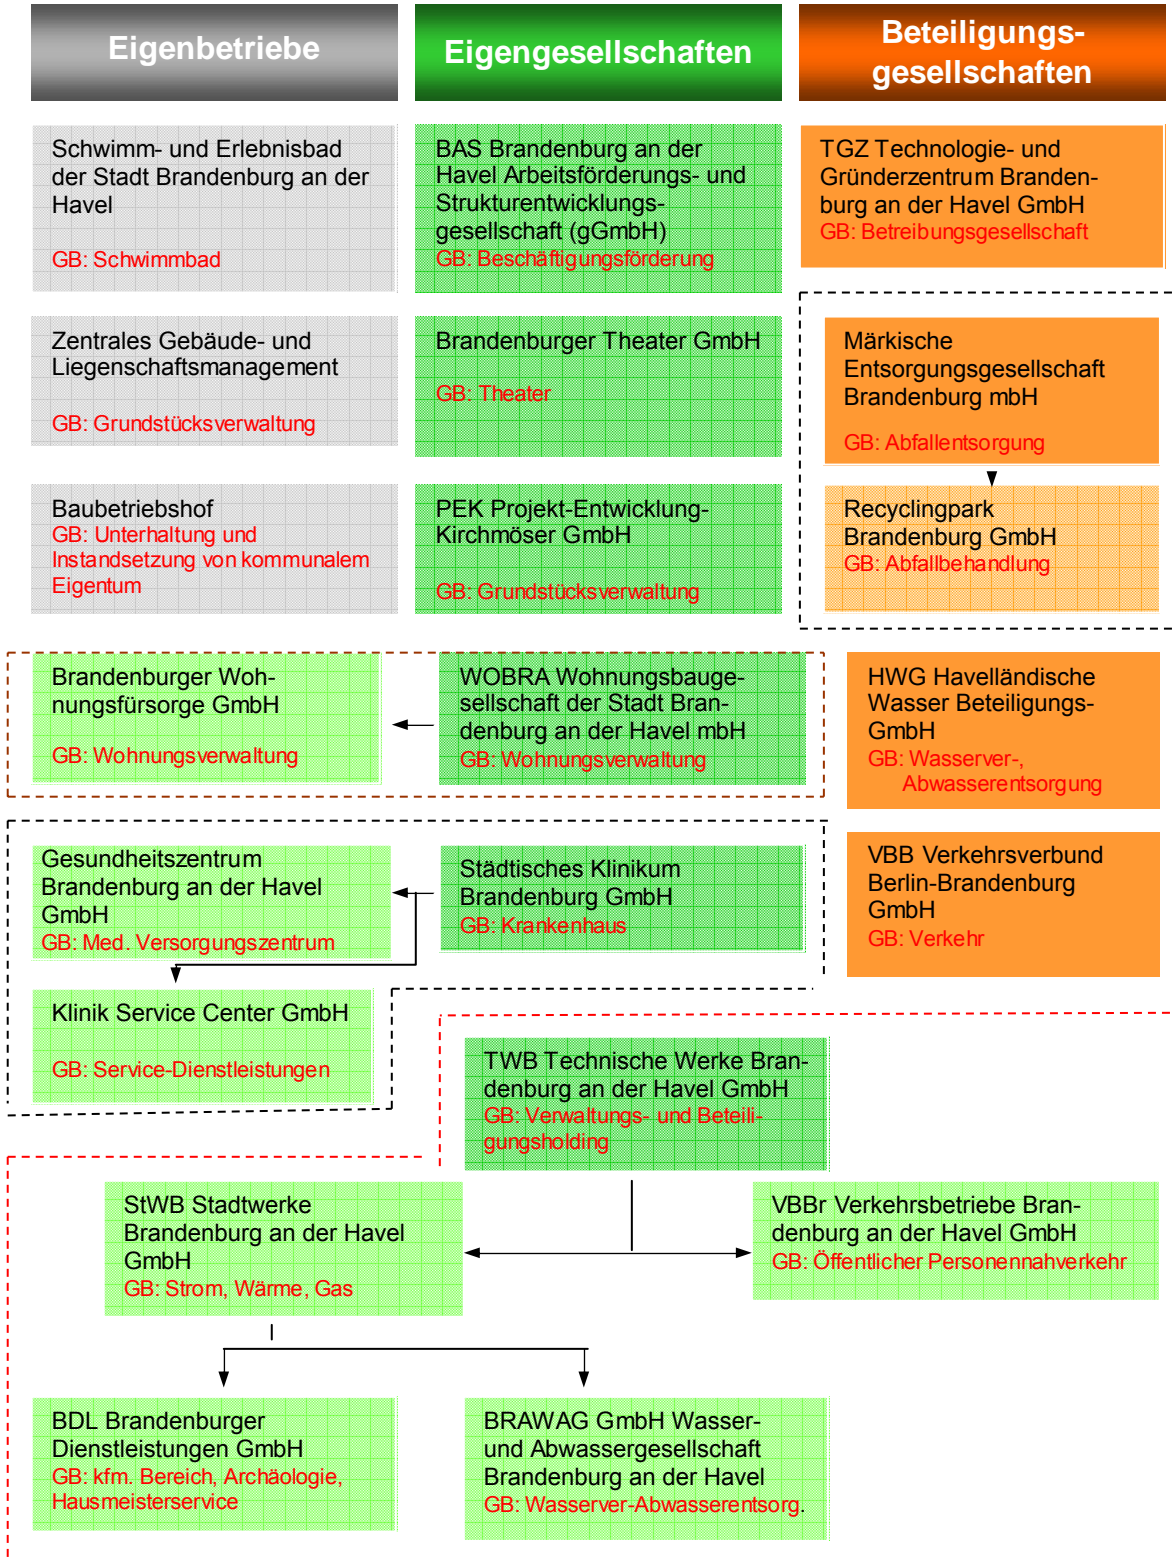 Eigenbetriebe
Eigengesellschaften
Beteiligungs-
gesellschaften
Schwimm- und Erlebnisbad
der Stadt Brandenburg an der
Havel
GB: Schwimmbad
BAS Brandenburg an der
Havel Arbeitsförderungs- und
Strukturentwicklungs-
gesellschaft (gGmbH)
GB: Beschäftigungsförderung
TGZ Technologie- und
Gründerzentrum Branden-
burg an der Havel GmbH
GB: Betreibungsgesellschaft
Zentrales Gebäude- und
Liegenschaftsmanagement
GB: Grundstücksverwaltung
Brandenburger Theater GmbH
GB: Theater
Märkische
Entsorgungsgesellschaft
Brandenburg mbH
GB: Abfallentsorgung
Baubetriebshof
GB: Unterhaltung und
Instandsetzung von kommunalem
Eigentum
PEK Projekt-Entwicklung-
Kirchmöser GmbH
GB: Grundstücksverwaltung
Recyclingpark
Brandenburg GmbH
GB: Abfallbehandlung
Brandenburger Woh-
nungsfürsorge GmbH
GB: Wohnungsverwaltung
WOBRA Wohnungsbauge-
sellschaft der Stadt Bran-
denburg an der Havel mbH
GB: Wohnungsverwaltung
HWG Havelländische
Wasser Beteiligungs-
GmbH
GB: Wasserver-,
Abwasserentsorgung
Gesundheitszentrum
Brandenburg an der Havel
GmbH
GB: Med. Versorgungszentrum
Städtisches Klinikum
Brandenburg GmbH
GB: Krankenhaus
VBB Verkehrsverbund
Berlin-Brandenburg
GmbH
GB: Verkehr
Klinik Service Center GmbH
GB: Service-Dienstleistungen
TWB Technische Werke Bran-
denburg an der Havel GmbH
GB: Verwaltungs- und Beteili-
gungsholding
StWB Stadtwerke
Brandenburg an der Havel
GmbH
GB: Strom, Wärme, Gas
VBBr Verkehrsbetriebe Bran-
denburg an der Havel GmbH
GB: Öffentlicher Personennahverkehr
BDL Brandenburger
Dienstleistungen GmbH
GB: kfm. Bereich, Archäologie,
Hausmeisterservice
BRAWAG GmbH Wasser-
und Abwassergesellschaft
Brandenburg an der Havel
GB: Wasserver-Abwasserentsorg.